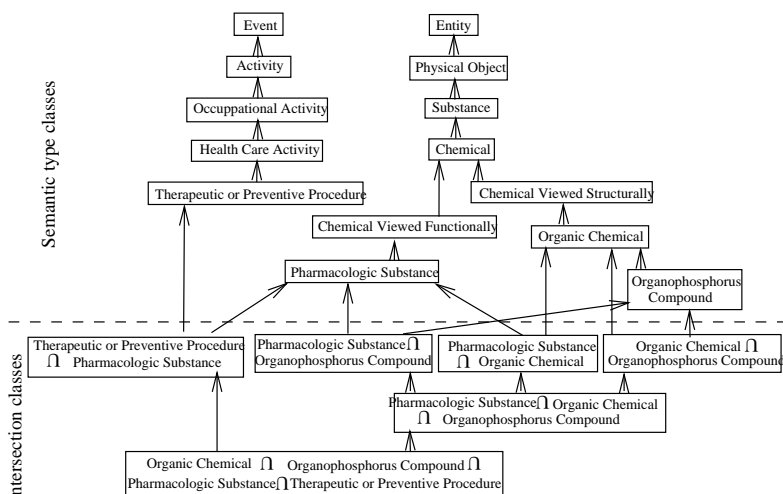 Event
Entity
Activity
Physical Object
Occuppational Activity
Substance
Health Care Activity
Chemical
Therapeutic or Preventive Procedure
Chemical Viewed Structurally
Chemical Viewed Functionally
Organic Chemical
Pharmacologic Substance
Organophosphorus
Compound
Semantic type classes
Therapeutic or Preventive Procedure
∩ Pharmacologic Substance
Pharmacologic Substance ∩
Organophosphorus Compound
Pharmacologic Substance
∩ Organic Chemical
Organic Chemical ∩
Organophosphorus Compound
Pharmacologic Substance ∩ Organic Chemical
∩ Organophosphorus Compound
Organic Chemical ∩ Organophosphorus Compound ∩
Pharmacologic Substance ∩ Therapeutic or Preventive Procedure
ntersection classes